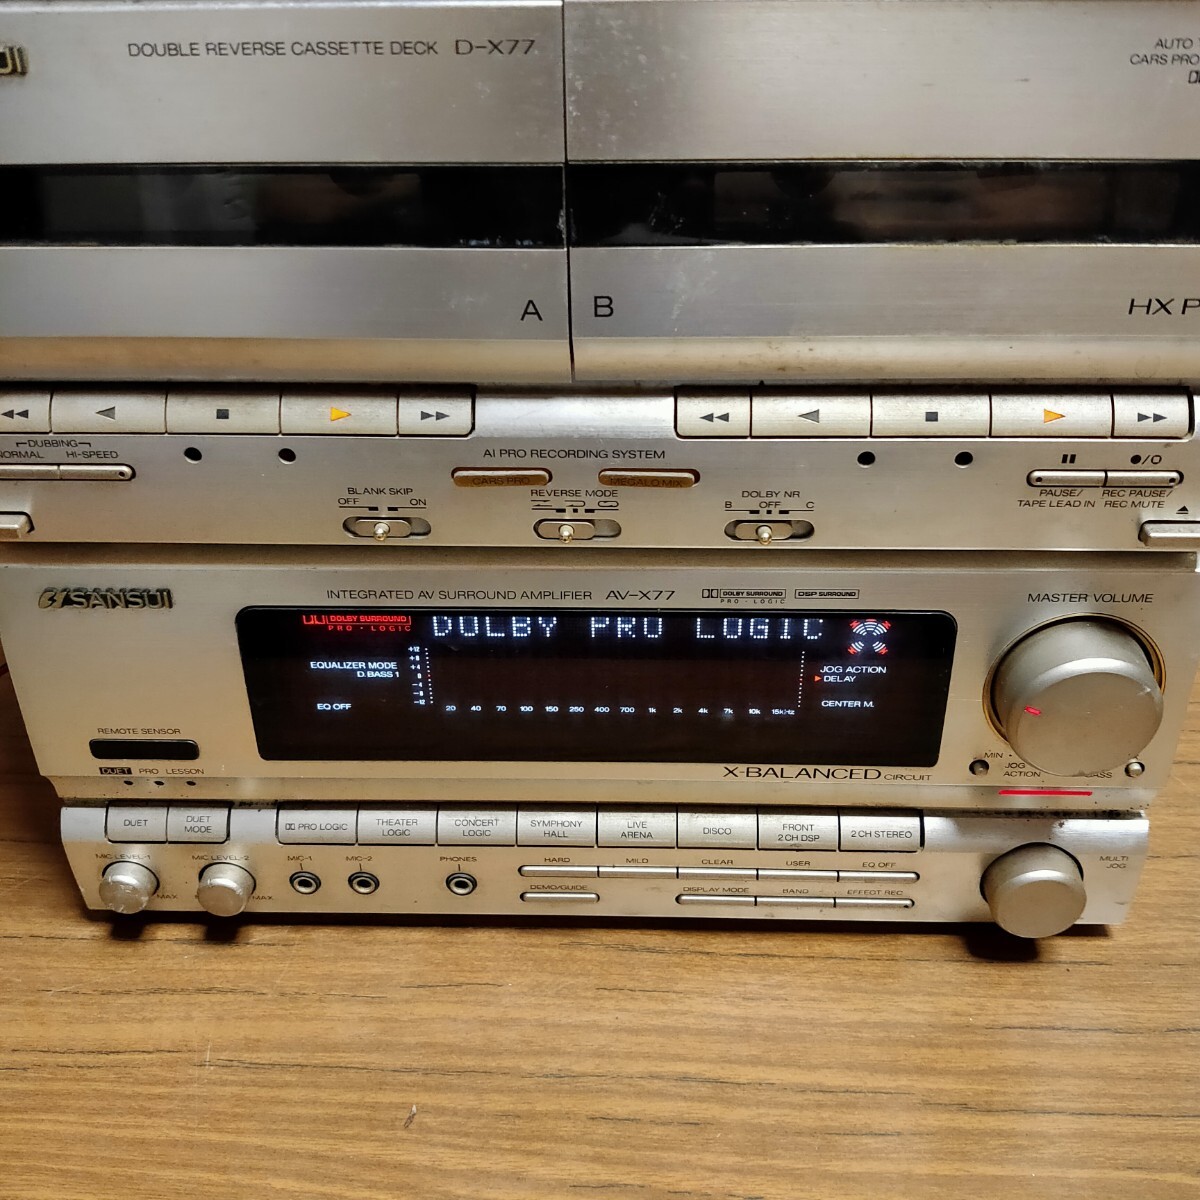 DOUBLE REVERSE CASSETTE DECK D-X77
AUTO
CARS PRO
A
B
HX
DUBBING
NORMAL HI-SPEED
AI PRO RECORDING SYSTEM
CARS PRO
MEGALO MIX
BLANK SKIP
OFF ON
REVERSE MODE
DOLBY NR
B OFF C
PAUSE/
TAPE LEAD IN
REC PAUSE/
REC MUTE
SANSUI
INTEGRATED AV SURROUND AMPLIFIER AV-X77
DOLBY SURROUND
PRO · LOGIC
DSP SURROUND
MASTER VOLUME
DOLBY SURROUND
PRO · LOGIC
DOLBY PRO LOGIC
EQUALIZER MODE
D.BASS 1
EQ OFF
+12
+8
+4
0
-4
-8
-12
20 40 70 100 150 250 400 700 1k 2k 4k 7k 10k 15kHz
JOG ACTION
DELAY
CENTER M.
REMOTE SENSOR
DUET PRO LESSON
X-BALANCED CIRCUIT
MIN
JOG
ACTION
DUET
DUET
MODE
PRO LOGIC
THEATER
LOGIC
CONCERT
LOGIC
SYMPHONY
HALL
LIVE
ARENA
DISCO
FRONT
2 CH DSP
2 CH STEREO
MIC LEVEL-1
MAX
MIC LEVEL-2
MAX
MIC-1
MIC-2
PHONES
HARD
MILD
CLEAR
USER
EQ OFF
DEMO/GUIDE
DISPLAY MODE
BAND
EFFECT REC
MULTI
JOG